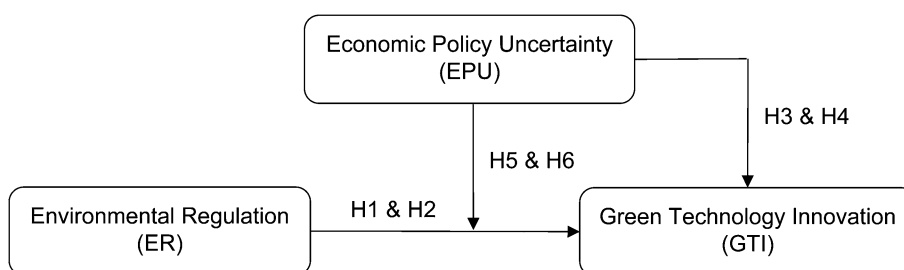 Economic Policy Uncertainty
(EPU)
H3 & H4
H5 & H6
Environmental Regulation
(ER)
H1 & H2
Green Technology Innovation
(GTI)